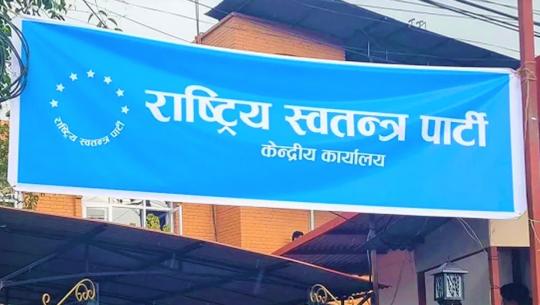 राष्ट्रिय स्वतन्त्र पार्टी
केन्द्रीय कार्यालय
राष्ट्रिय स्वतन्त्र पार्टी